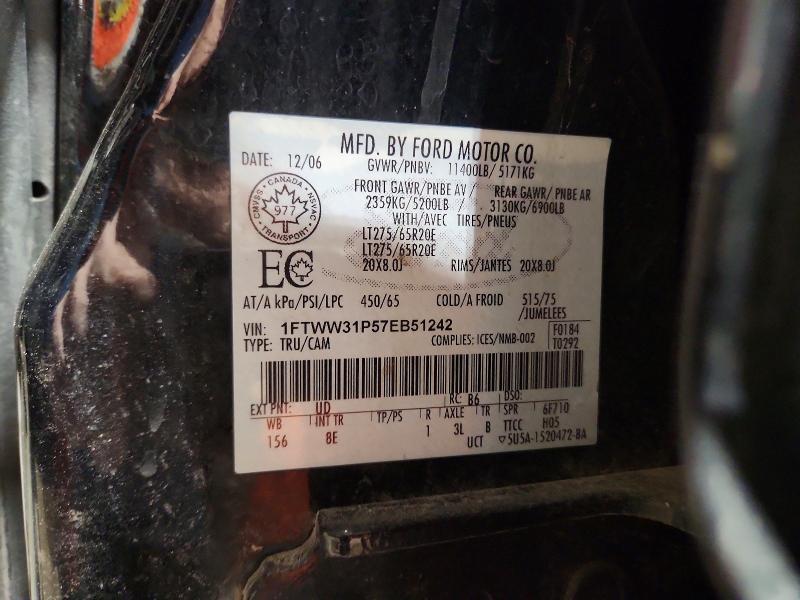 MFD. BY FORD MOTOR CO.
DATE: 12/06 GVWR/PNBV: 11400LB/5171KG
CANADA
CMVSS NSVAC
977
TRANSPORT
FRONT GAWR/PNBE AV / REAR GAWR/PNBE AR
2359KG/5200LB / 3130KG/6900LB
WITH/AVEC TIRES/PNEUS
LT275/65R20E
LT275/65R20E
20X8.0J RIMS/JANTES 20X8.0J
EC
AT/A kPa/PSI/LPC 450/65 COLD/A FROID 515/75
/JUMELEES
VIN: 1FTWW31P57EB51242 F0184
TYPE: TRU/CAM COMPLIES: ICES/NMB-002 T0292
RC: B6 DSO:
EXT PNT: UD
WB INT TR TP/PS R AXLE TR SPR 6F710
156 8E 1 3L B TTCC H05
UCT ▽5U5A-1520472-BA